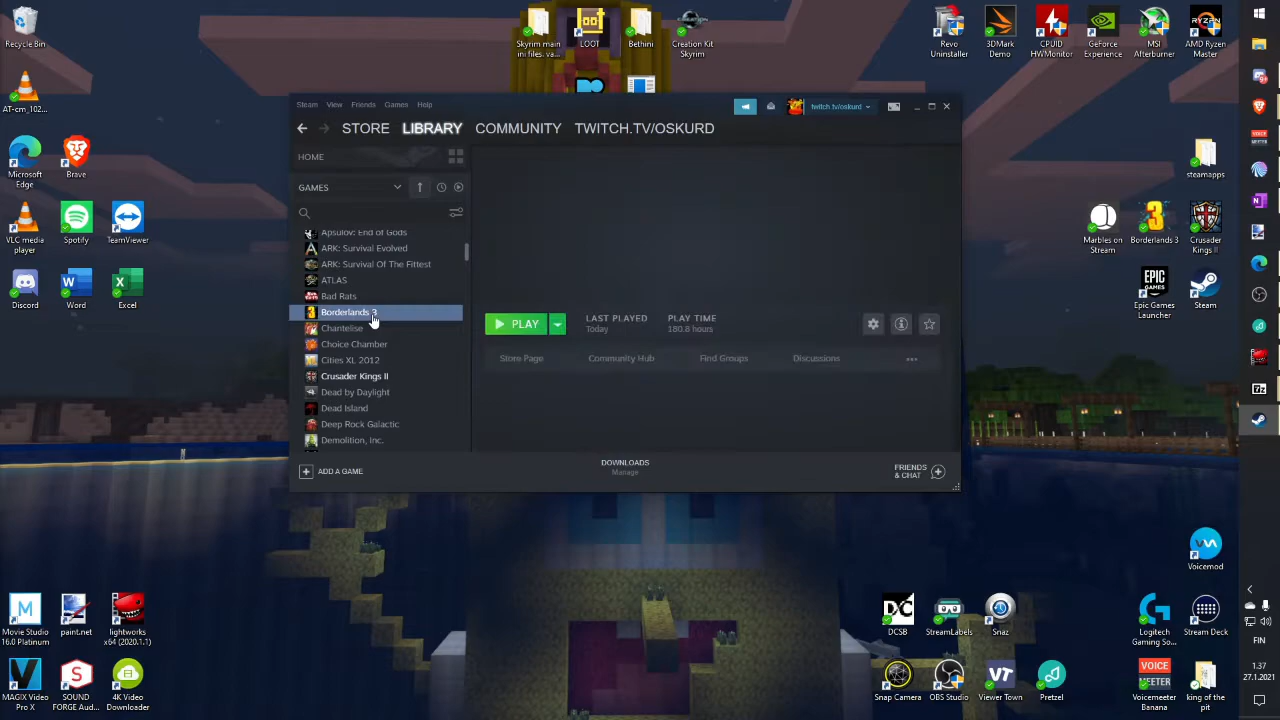 Recycle Bin
AT-cm_102...
Microsoft
Edge
Brave
VLC media
player
Spotify
TeamViewer
Discord
Word
Excel
Movie Studio
16.0 Platinum
paint.net
lightworks
x64 (2020.1.1)
MAGIX Video
Pro X
SOUND
FORGE Aud...
4K Video
Downloader
Skyrim main
ini files: va...
LOOT
Bethini
Creation Kit
Skyrim
Steam
View
Friends
Games
Help
twitch.tv/oskurd
STORE
LIBRARY
COMMUNITY
TWITCH.TV/OSKURD
HOME
GAMES
Apsulov: End of Gods
ARK: Survival Evolved
ARK: Survival Of The Fittest
ATLAS
Bad Rats
Borderlands 3
Chantelise
Choice Chamber
Cities XL 2012
Crusader Kings II
Dead by Daylight
Dead Island
Deep Rock Galactic
Demolition, Inc.
ADD A GAME
PLAY
LAST PLAYED
Today
PLAY TIME
180.8 hours
Store Page
Community Hub
Find Groups
Discussions
DOWNLOADS
Manage
FRIENDS
& CHAT
Revo
Uninstaller
3DMark
Demo
CPUID
HWMonitor
GeForce
Experience
MSI
Afterburner
RYZEN
AMD Ryzen
Master
steamapps
Marbles on
Stream
Borderlands 3
Crusader
Kings II
EPIC
GAMES
Epic Games
Launcher
Steam
Voicemod
DCSB
StreamLabels
Snaz
Logitech
Gaming So...
Stream Deck
Snap Camera
OBS Studio
Viewer Town
Pretzel
VOICE
MEETER
Voicemeeter
Banana
king of the
pit
FIN
1.37
27.1.2021